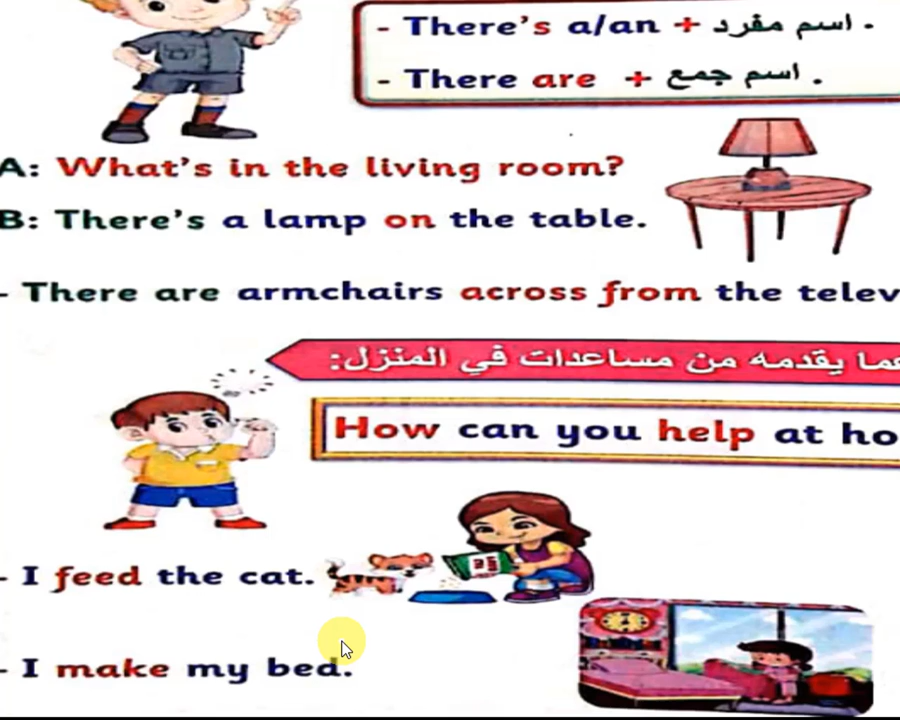 - There's a/an + اسم مفرد .
- There are + اسم جمع .
A: What's in the living room?
B: There's a lamp on the table.
- There are armchairs across from the telev
عما يقدمه من مساعدات في المنزل:
How can you help at ho
- I feed the cat.
- I make my bed.